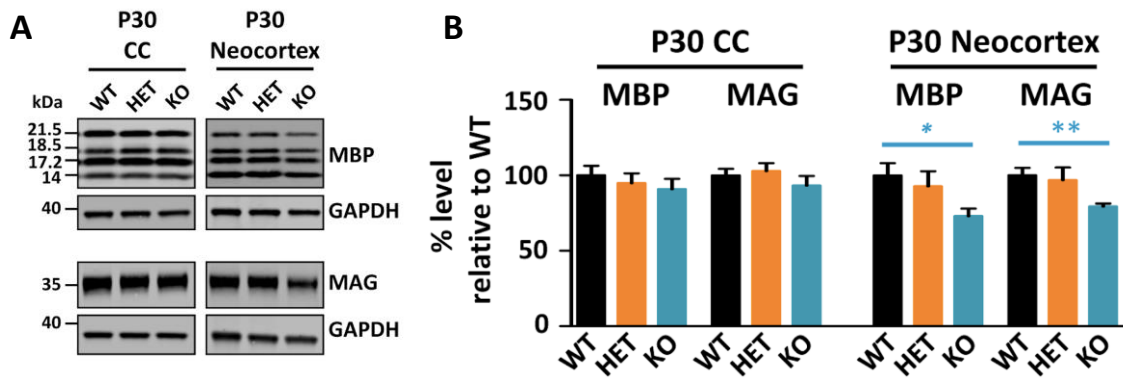 A
P30
CC
P30
Neocortex
kDa
WT HET KO WT HET KO
21.5
18.5
17.2
14
MBP
40
GAPDH
35
MAG
40
GAPDH
B
P30 CC P30 Neocortex
MBP MAG MBP MAG
* **
% level
relative to WT
150
100
50
0
WT HET KO WT HET KO WT HET KO WT HET KO